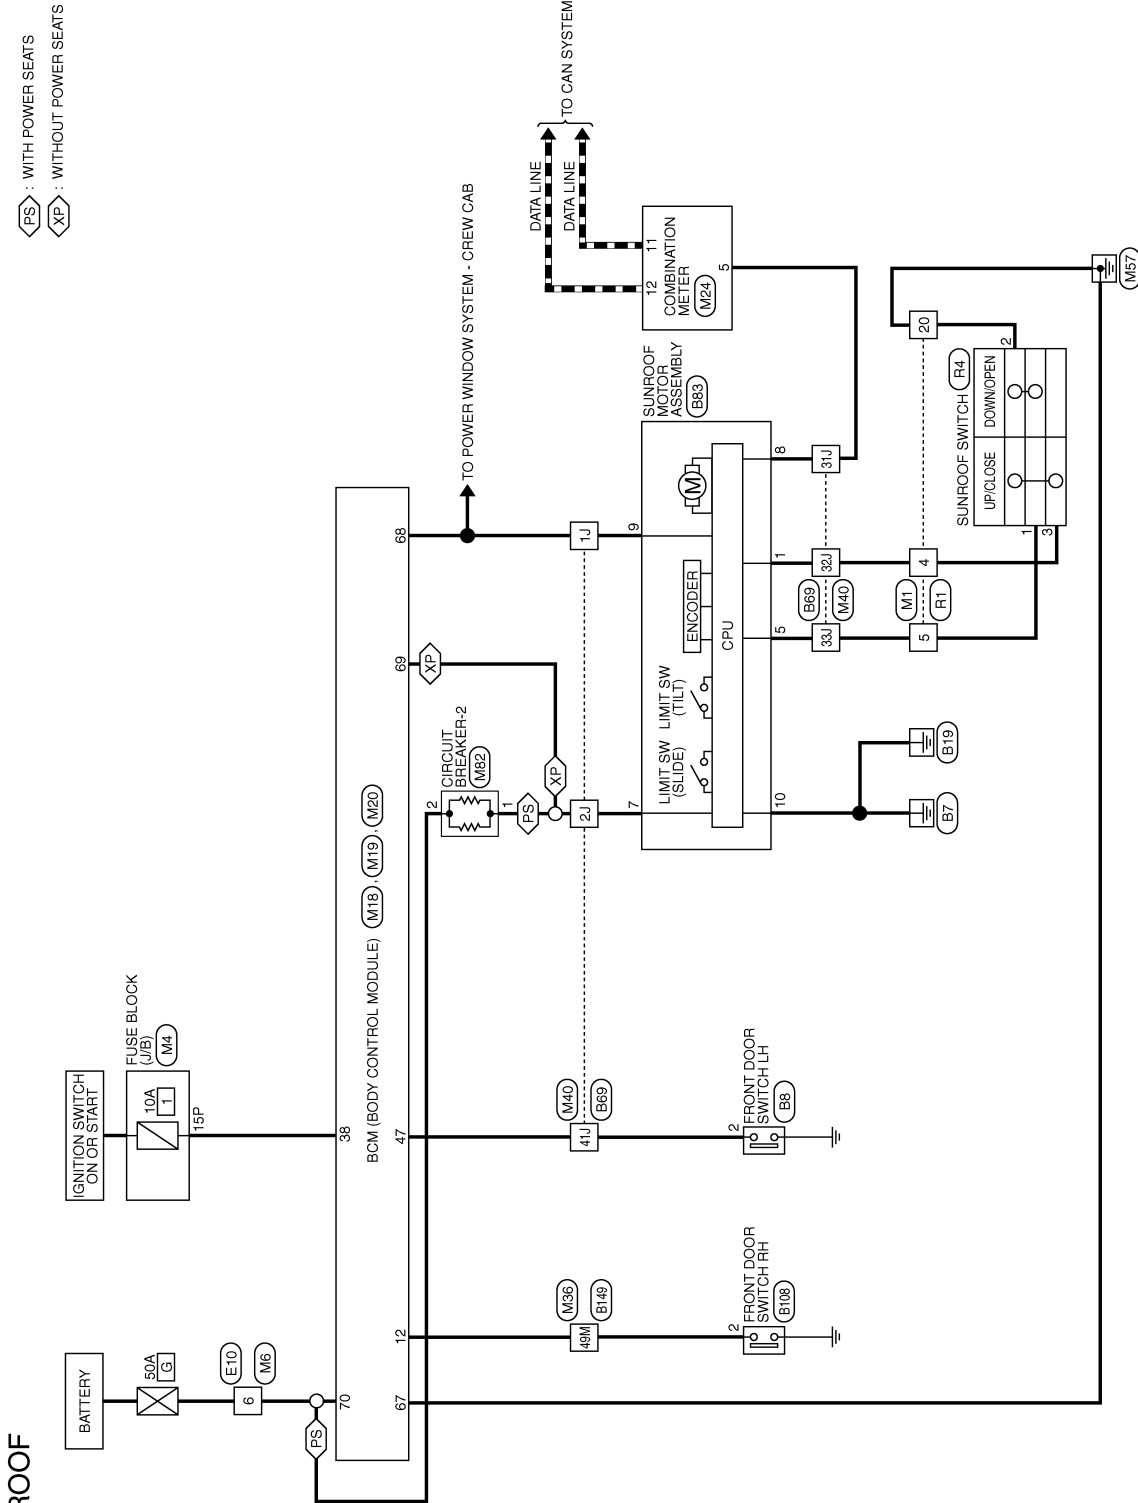 ROOF
PS : WITH POWER SEATS
XP : WITHOUT POWER SEATS
BATTERY
50A
G
E10
6
M6
PS
70
IGNITION SWITCH
ON OR START
FUSE BLOCK
(J/B)
M4
10A
1
15P
38
BCM (BODY CONTROL MODULE) M18 , M19 , M20
67
12
47
69
68
XP
TO POWER WINDOW SYSTEM - CREW CAB
CIRCUIT
BREAKER-2
M82
2
1
PS
XP
M36
49M
B149
M40
41J
B69
2J
1J
DATA LINE
DATA LINE
TO CAN SYSTEM
12
11
COMBINATION
METER
M24
5
2
FRONT DOOR
SWITCH RH
B108
2
FRONT DOOR
SWITCH LH
B8
7
9
SUNROOF
MOTOR
ASSEMBLY
B83
LIMIT SW
(SLIDE)
LIMIT SW
(TILT)
ENCODER
M
CPU
10
5
1
8
33J
B69
M40
32J
31J
5
M1
R1
4
20
B7
B19
SUNROOF SWITCH R4
UP/CLOSE
DOWN/OPEN
1
3
2
M57